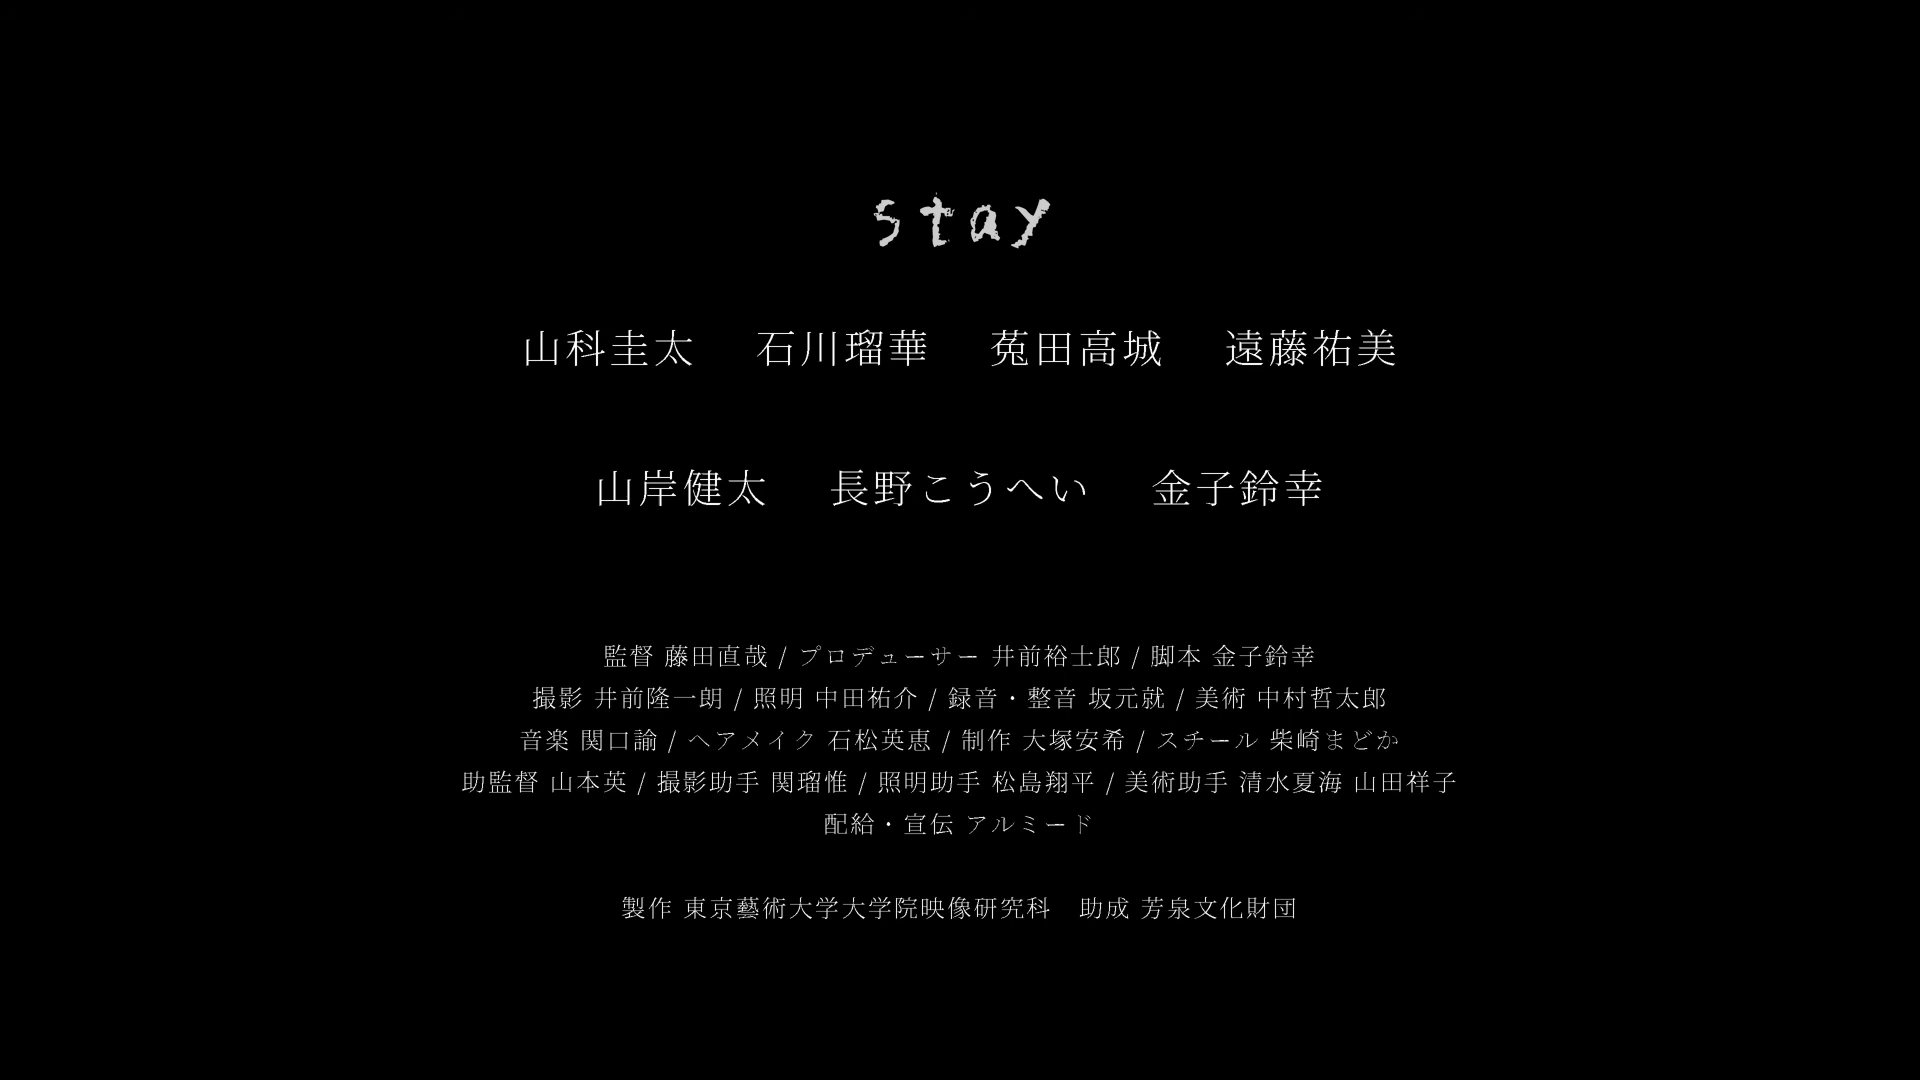 stay
山科圭太　石川瑠華　菟田高城　遠藤祐美
山岸健太　長野こうへい　金子鈴幸
監督 藤田直哉 / プロデューサー 井前裕士郎 / 脚本 金子鈴幸
撮影 井前隆一朗 / 照明 中田祐介 / 録音・整音 坂元就 / 美術 中村哲太郎
音楽 関口諭 / ヘアメイク 石松英恵 / 制作 大塚安希 / スチール 柴崎まどか
助監督 山本英 / 撮影助手 関瑠惟 / 照明助手 松島翔平 / 美術助手 清水夏海 山田祥子
配給・宣伝 アルミード
製作 東京藝術大学大学院映像研究科　助成 芳泉文化財団